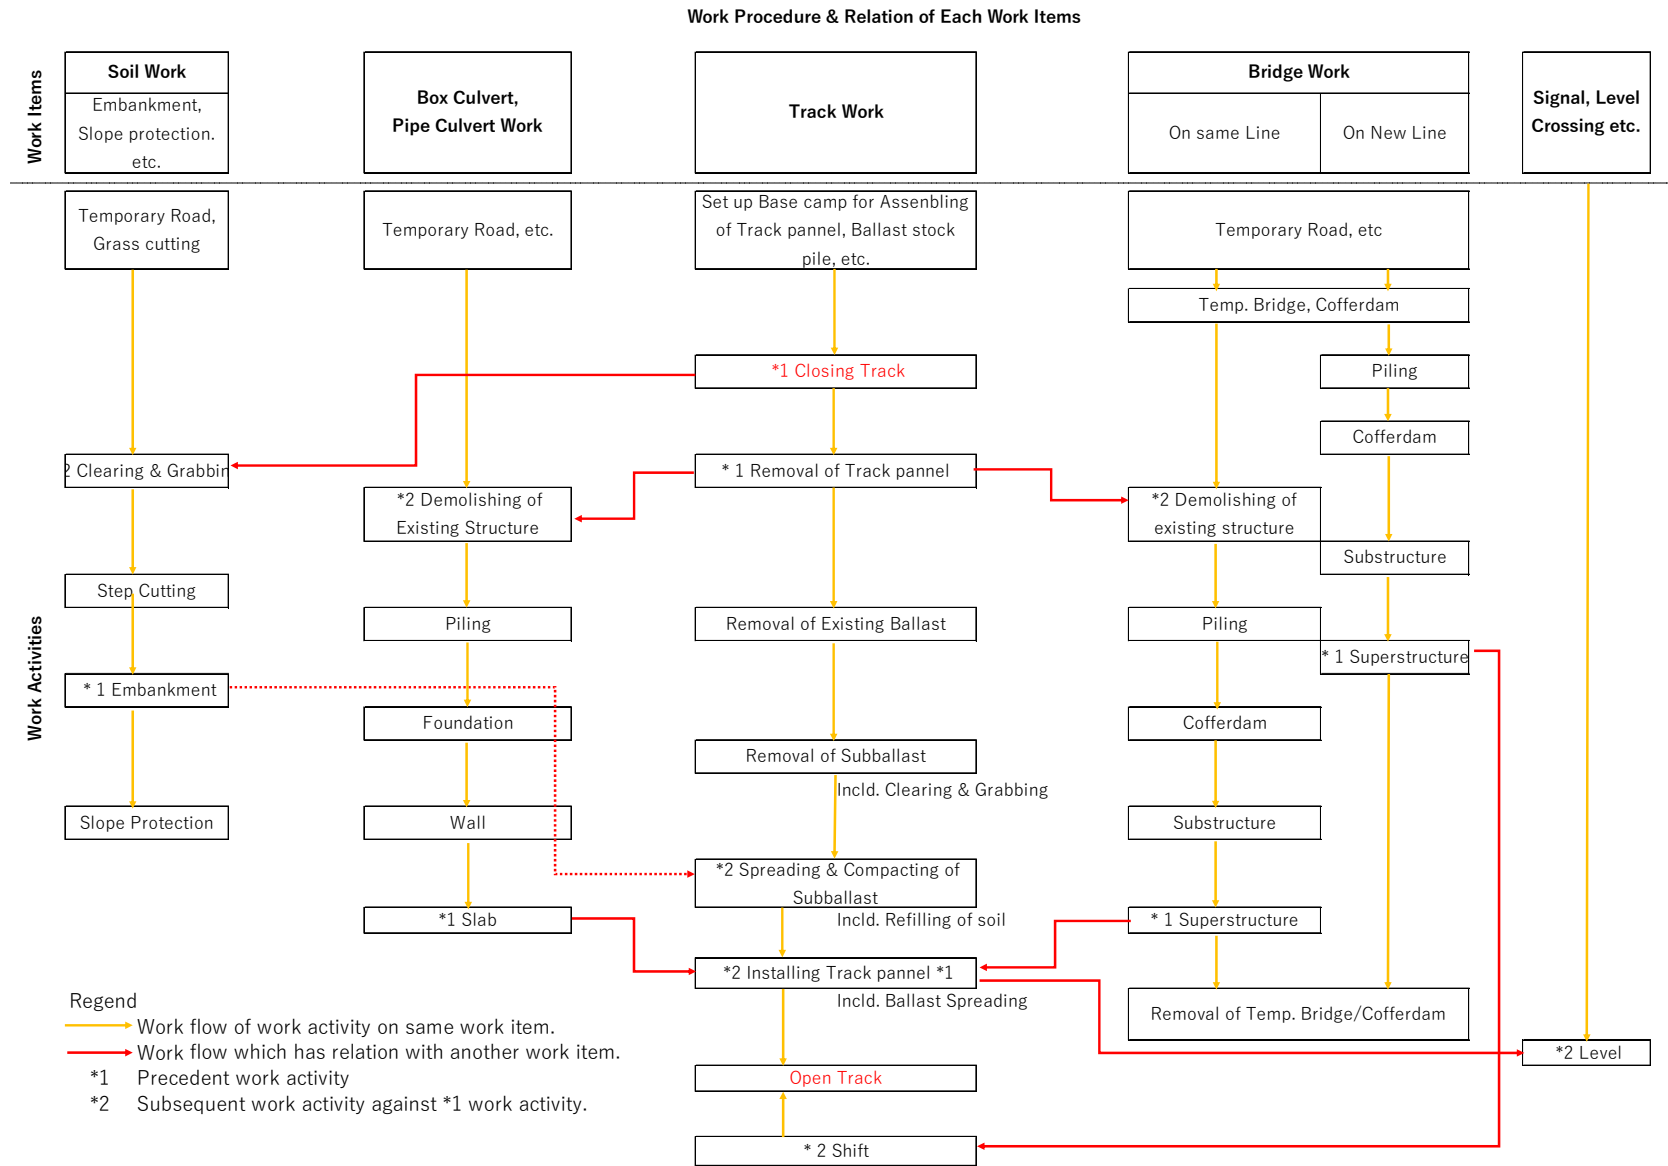 Work Procedure & Relation of Each Work Items
Work Items
Soil Work
Embankment,
Slope protection.
etc.
Box Culvert,
Pipe Culvert Work
Track Work
Bridge Work
On same Line
On New Line
Signal, Level
Crossing etc.
Work Activities
Temporary Road,
Grass cutting
2 Clearing & Grabbin
Step Cutting
* 1 Embankment
Slope Protection
Temporary Road, etc.
*2 Demolishing of
Existing Structure
Piling
Foundation
Wall
*1 Slab
Set up Base camp for Assenbling
of Track pannel, Ballast stock
pile, etc.
*1 Closing Track
* 1 Removal of Track pannel
Removal of Existing Ballast
Removal of Subballast
Incld. Clearing & Grabbing
*2 Spreading & Compacting of
Subballast
Incld. Refilling of soil
*2 Installing Track pannel *1
Incld. Ballast Spreading
Open Track
* 2 Shift
Temporary Road, etc
Temp. Bridge, Cofferdam
*2 Demolishing of
existing structure
Piling
Cofferdam
Substructure
* 1 Superstructure
Piling
Cofferdam
Substructure
* 1 Superstructure
Removal of Temp. Bridge/Cofferdam
*2 Level
Regend
Work flow of work activity on same work item.
Work flow which has relation with another work item.
*1 Precedent work activity
*2 Subsequent work activity against *1 work activity.